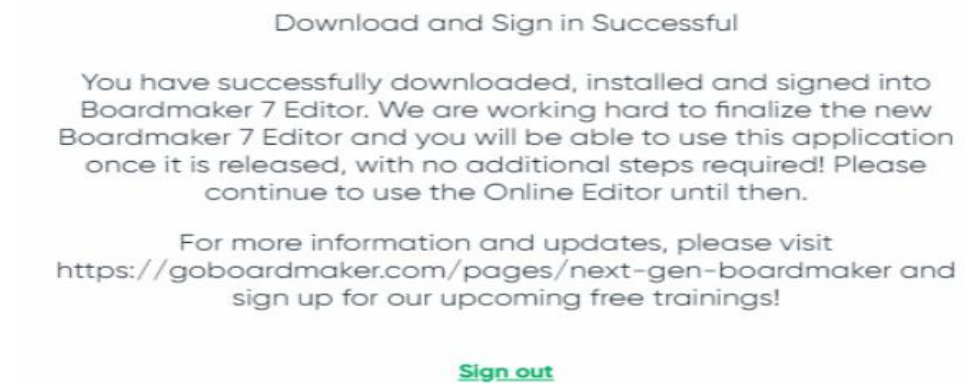 Download and Sign in Successful
You have successfully downloaded, installed and signed into
Boardmaker 7 Editor. We are working hard to finalize the new
Boardmaker 7 Editor and you will be able to use this application
once it is released, with no additional steps required! Please
continue to use the Online Editor until then.
For more information and updates, please visit
https://goboardmaker.com/pages/next-gen-boardmaker and
sign up for our upcoming free trainings!
Sign out